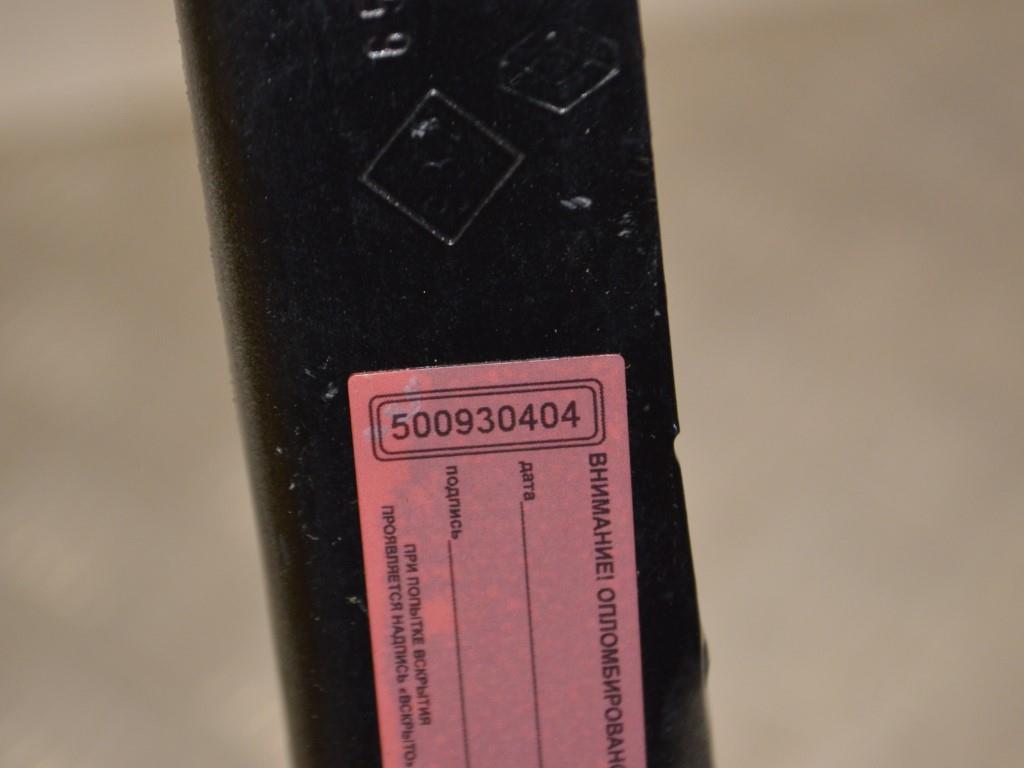 500930404
ВНИМАНИЕ! ОПЛОМБИРОВАНО
дата
подпись
ПРИ ПОПЫТКЕ ВСКРЫТИЯ
ПРОЯВЛЯЕТСЯ НАДПИСЬ «ВСКРЫТО»